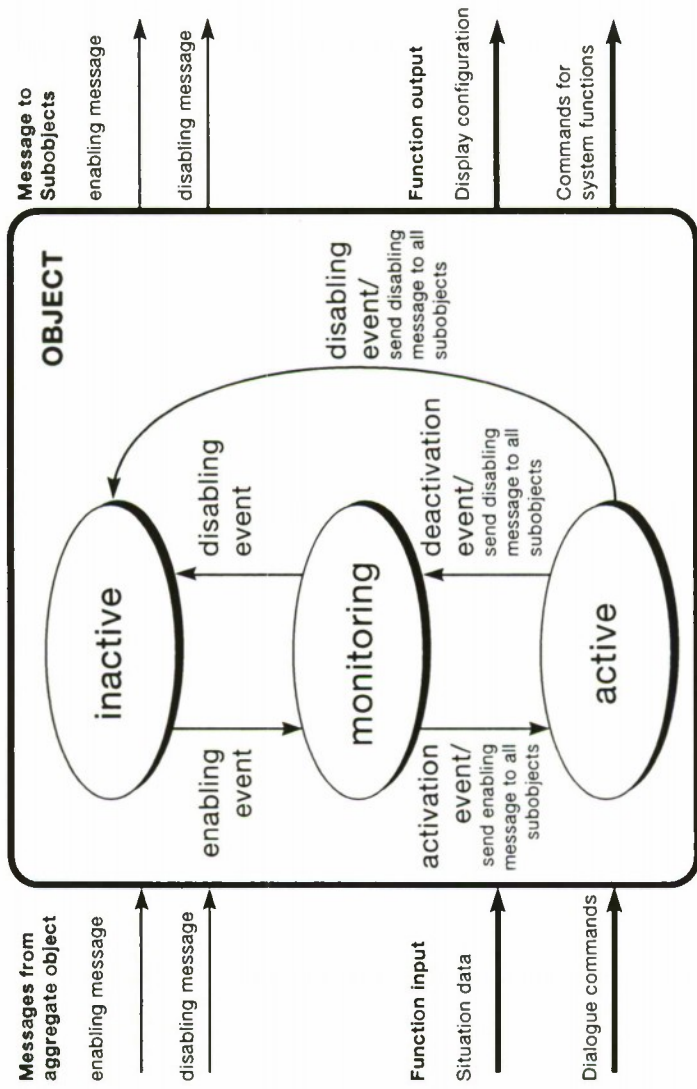 Messages from
aggregate object
enabling message
disabling message
Function input
Situation data
Dialogue commands
OBJECT
inactive
enabling
event
disabling
event
monitoring
activation
event/
send enabling
message to all
subobjects
deactivation
event/
send disabling
message to all
subobjects
active
disabling
event/
send disabling
message to all
subobjects
Message to
Subobjects
enabling message
disabling message
Function output
Display configuration
Commands for
system functions